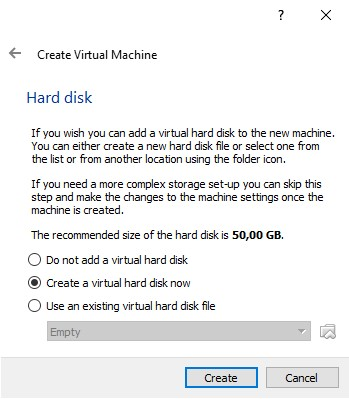 ?
Create Virtual Machine
Hard disk
If you wish you can add a virtual hard disk to the new machine.
You can either create a new hard disk file or select one from
the list or from another location using the folder icon.
If you need a more complex storage set-up you can skip this
step and make the changes to the machine settings once the
machine is created.
The recommended size of the hard disk is 50,00 GB.
Do not add a virtual hard disk
Create a virtual hard disk now
Use an existing virtual hard disk file
Empty
Create
Cancel